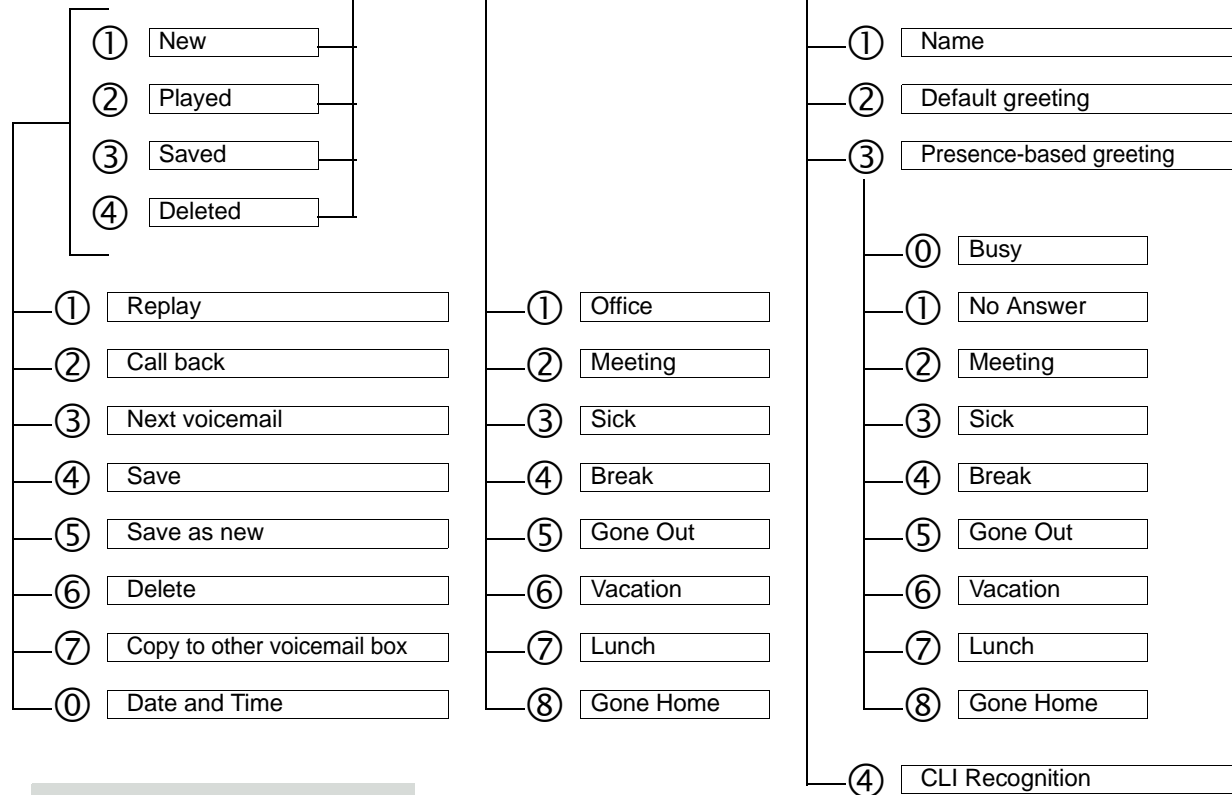 ① New
② Played
③ Saved
④ Deleted
① Replay
② Call back
③ Next voicemail
④ Save
⑤ Save as new
⑥ Delete
⑦ Copy to other voicemail box
⓪ Date and Time
① Office
② Meeting
③ Sick
④ Break
⑤ Gone Out
⑥ Vacation
⑦ Lunch
⑧ Gone Home
① Name
② Default greeting
③ Presence-based greeting
⓪ Busy
① No Answer
② Meeting
③ Sick
④ Break
⑤ Gone Out
⑥ Vacation
⑦ Lunch
⑧ Gone Home
④ CLI Recognition